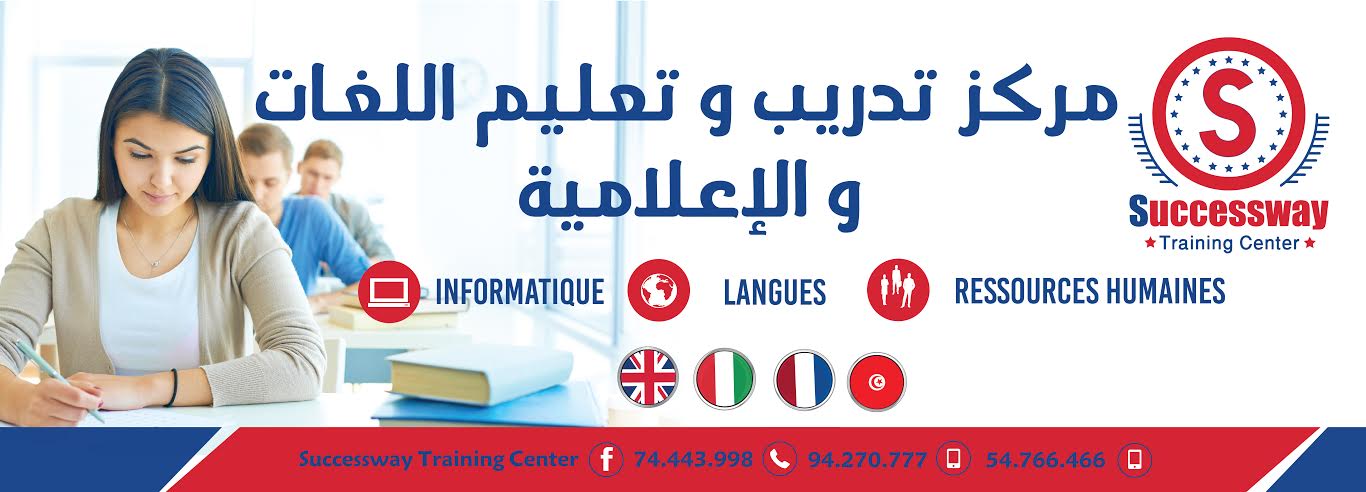 مركز تدريب و تعليم اللغات
و الإعلامية
S
Successway
Training Center
INFORMATIQUE
LANGUES
RESSOURCES HUMAINES
Successway Training Center f 74.443.998 94.270.777 54.766.466